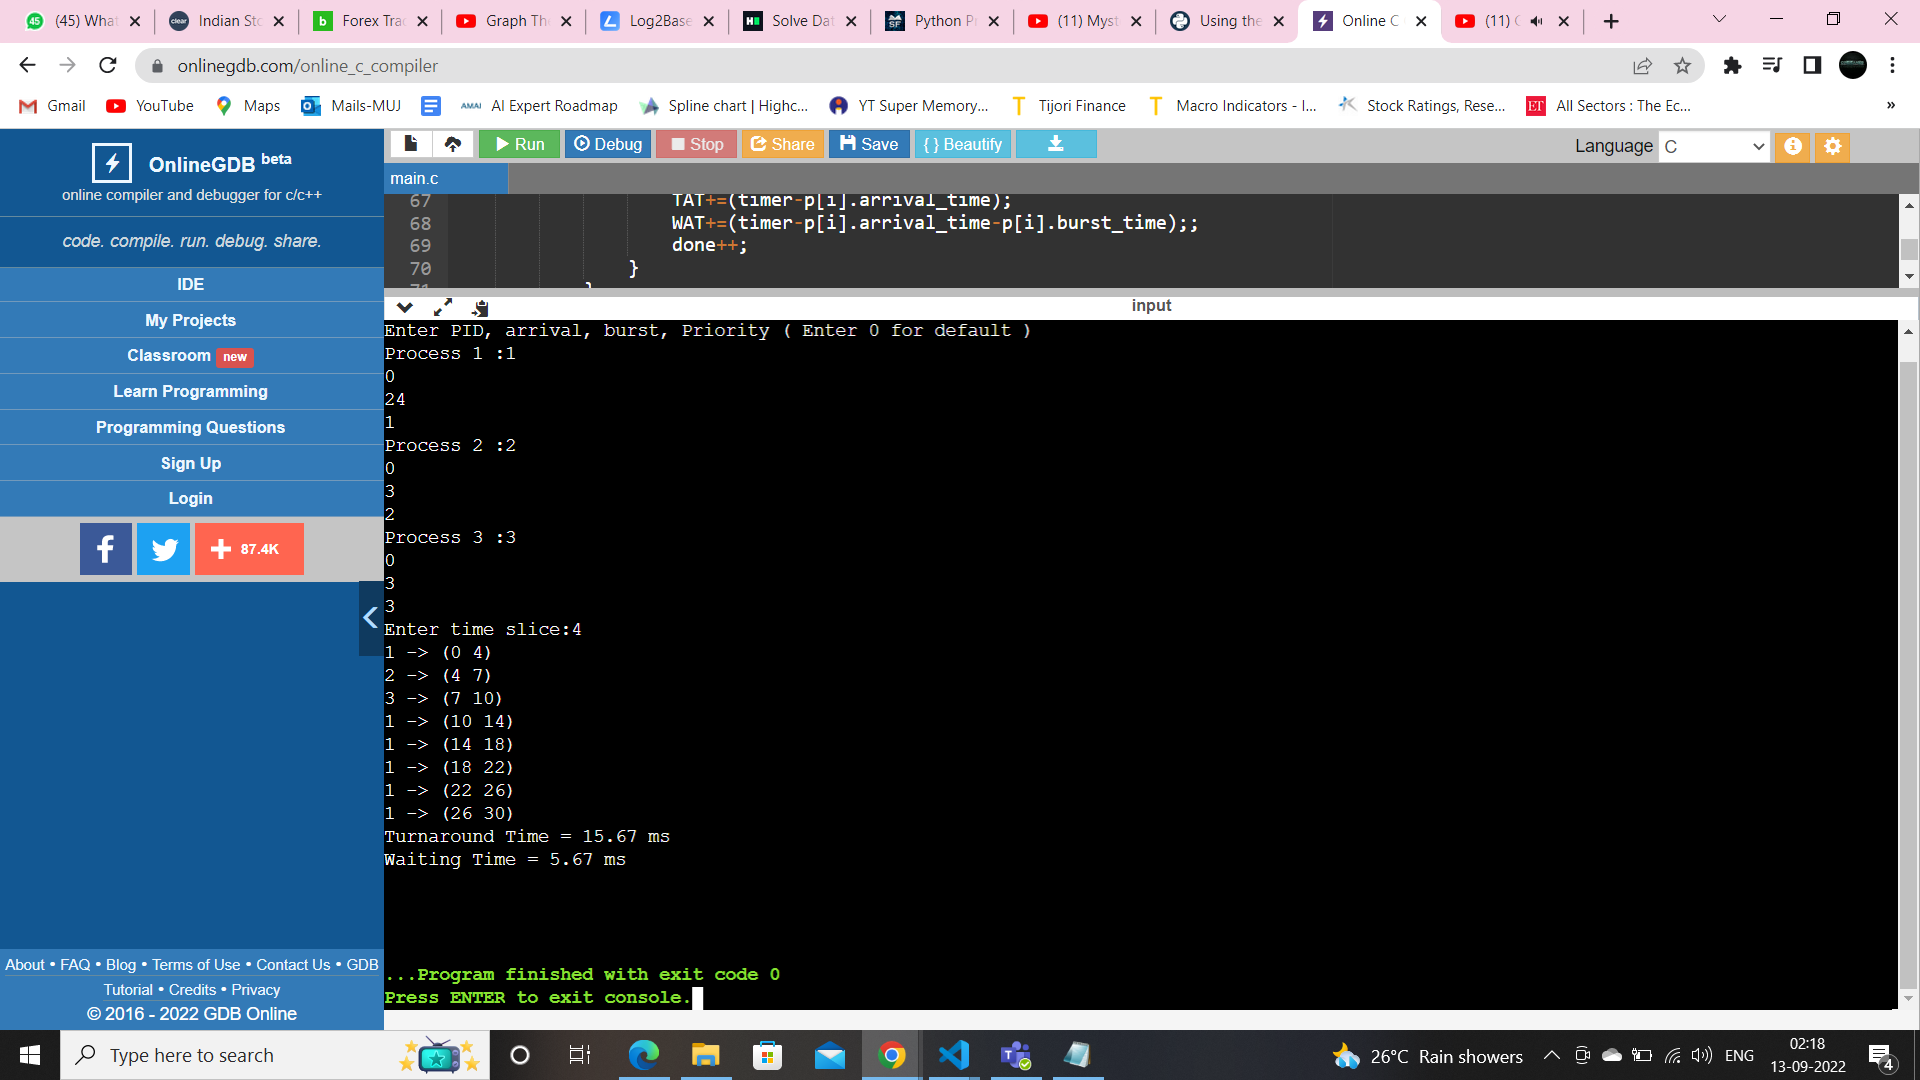 (45) What
Indian Sto
Forex Trac
Graph The
Log2Base
Solve Dat
Python Pr
(11) Myst
Using the
Online C
(11) (
onlinegdb.com/online_c_compiler
Gmail
YouTube
Maps
Mails-MUJ
AMAI AI Expert Roadmap
Spline chart | Highc...
YT Super Memory...
Tijori Finance
Macro Indicators - I...
Stock Ratings, Rese...
ET All Sectors : The Ec...
»
OnlineGDB beta
online compiler and debugger for c/c++
code. compile. run. debug. share.
IDE
My Projects
Classroom new
Learn Programming
Programming Questions
Sign Up
Login
87.4K
About • FAQ • Blog • Terms of Use • Contact Us • GDB
Tutorial • Credits • Privacy
© 2016 - 2022 GDB Online
Run Debug Stop Share Save { } Beautify
Language C
main.c
67 TAT+=(timer-p[i].arrival_time);
68 WAT+=(timer-p[i].arrival_time-p[i].burst_time);;
69 done++;
70 }
71 }
input
Enter PID, arrival, burst, Priority ( Enter 0 for default )
Process 1 :1
0
24
1
Process 2 :2
0
3
2
Process 3 :3
0
3
3
Enter time slice:4
1 -> (0 4)
2 -> (4 7)
3 -> (7 10)
1 -> (10 14)
1 -> (14 18)
1 -> (18 22)
1 -> (22 26)
1 -> (26 30)
Turnaround Time = 15.67 ms
Waiting Time = 5.67 ms
...Program finished with exit code 0
Press ENTER to exit console.
Type here to search
26°C Rain showers
ENG
02:18
13-09-2022
4